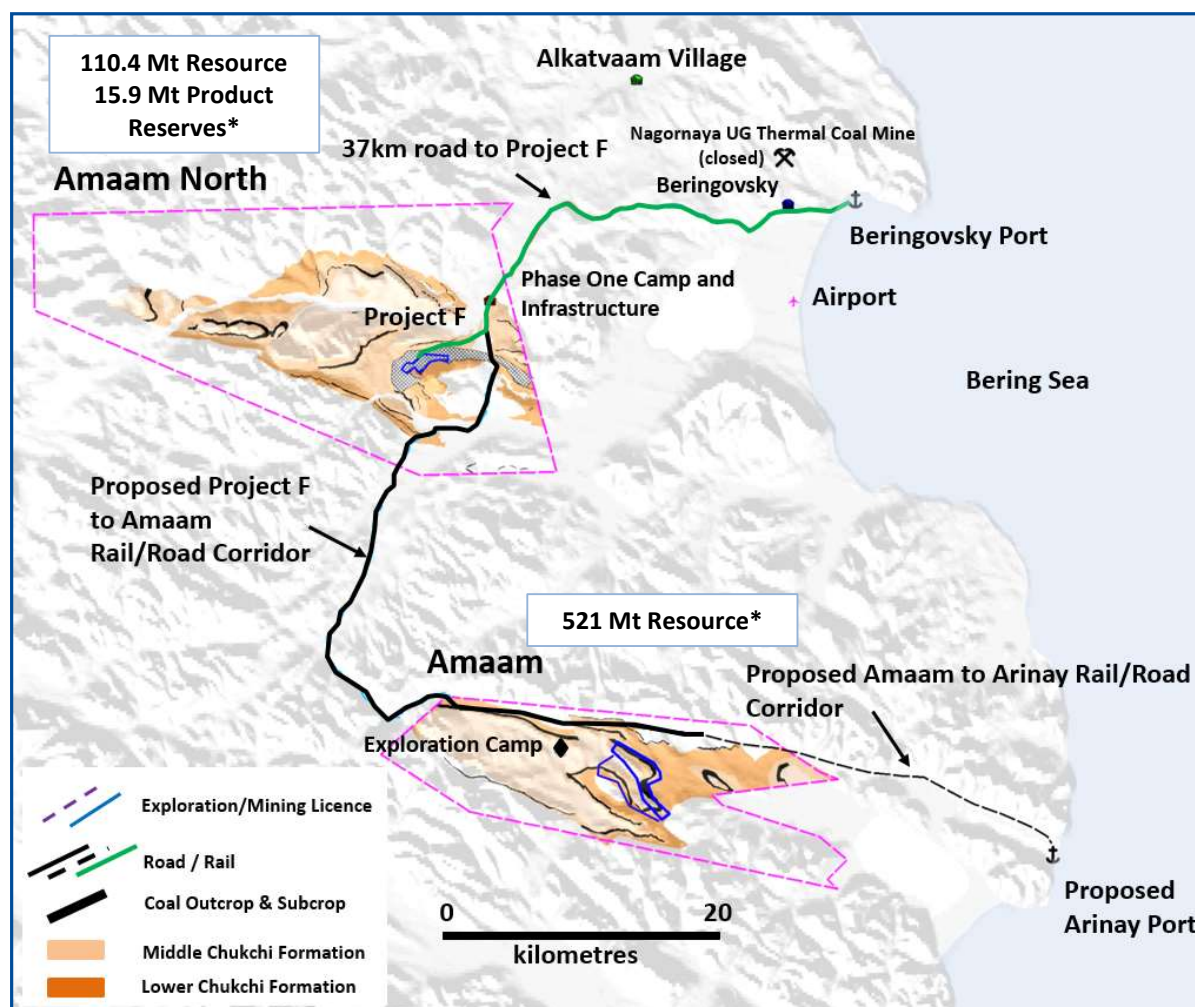 110.4 Mt Resource
15.9 Mt Product
Reserves*
Alkatvaam Village
Nagornaya UG Thermal Coal Mine
(closed)
37km road to Project F
Amaam North
Beringovsky
Beringovsky Port
Phase One Camp and
Infrastructure
Airport
Project F
Bering Sea
Proposed Project F
to Amaam
Rail/Road Corridor
521 Mt Resource*
Amaam
Proposed Amaam to Arinay Rail/Road
Corridor
Exploration Camp
Exploration/Mining Licence
Road / Rail
Coal Outcrop & Subcrop
Middle Chukchi Formation
Lower Chukchi Formation
0 20
kilometres
Proposed
Arinay Port